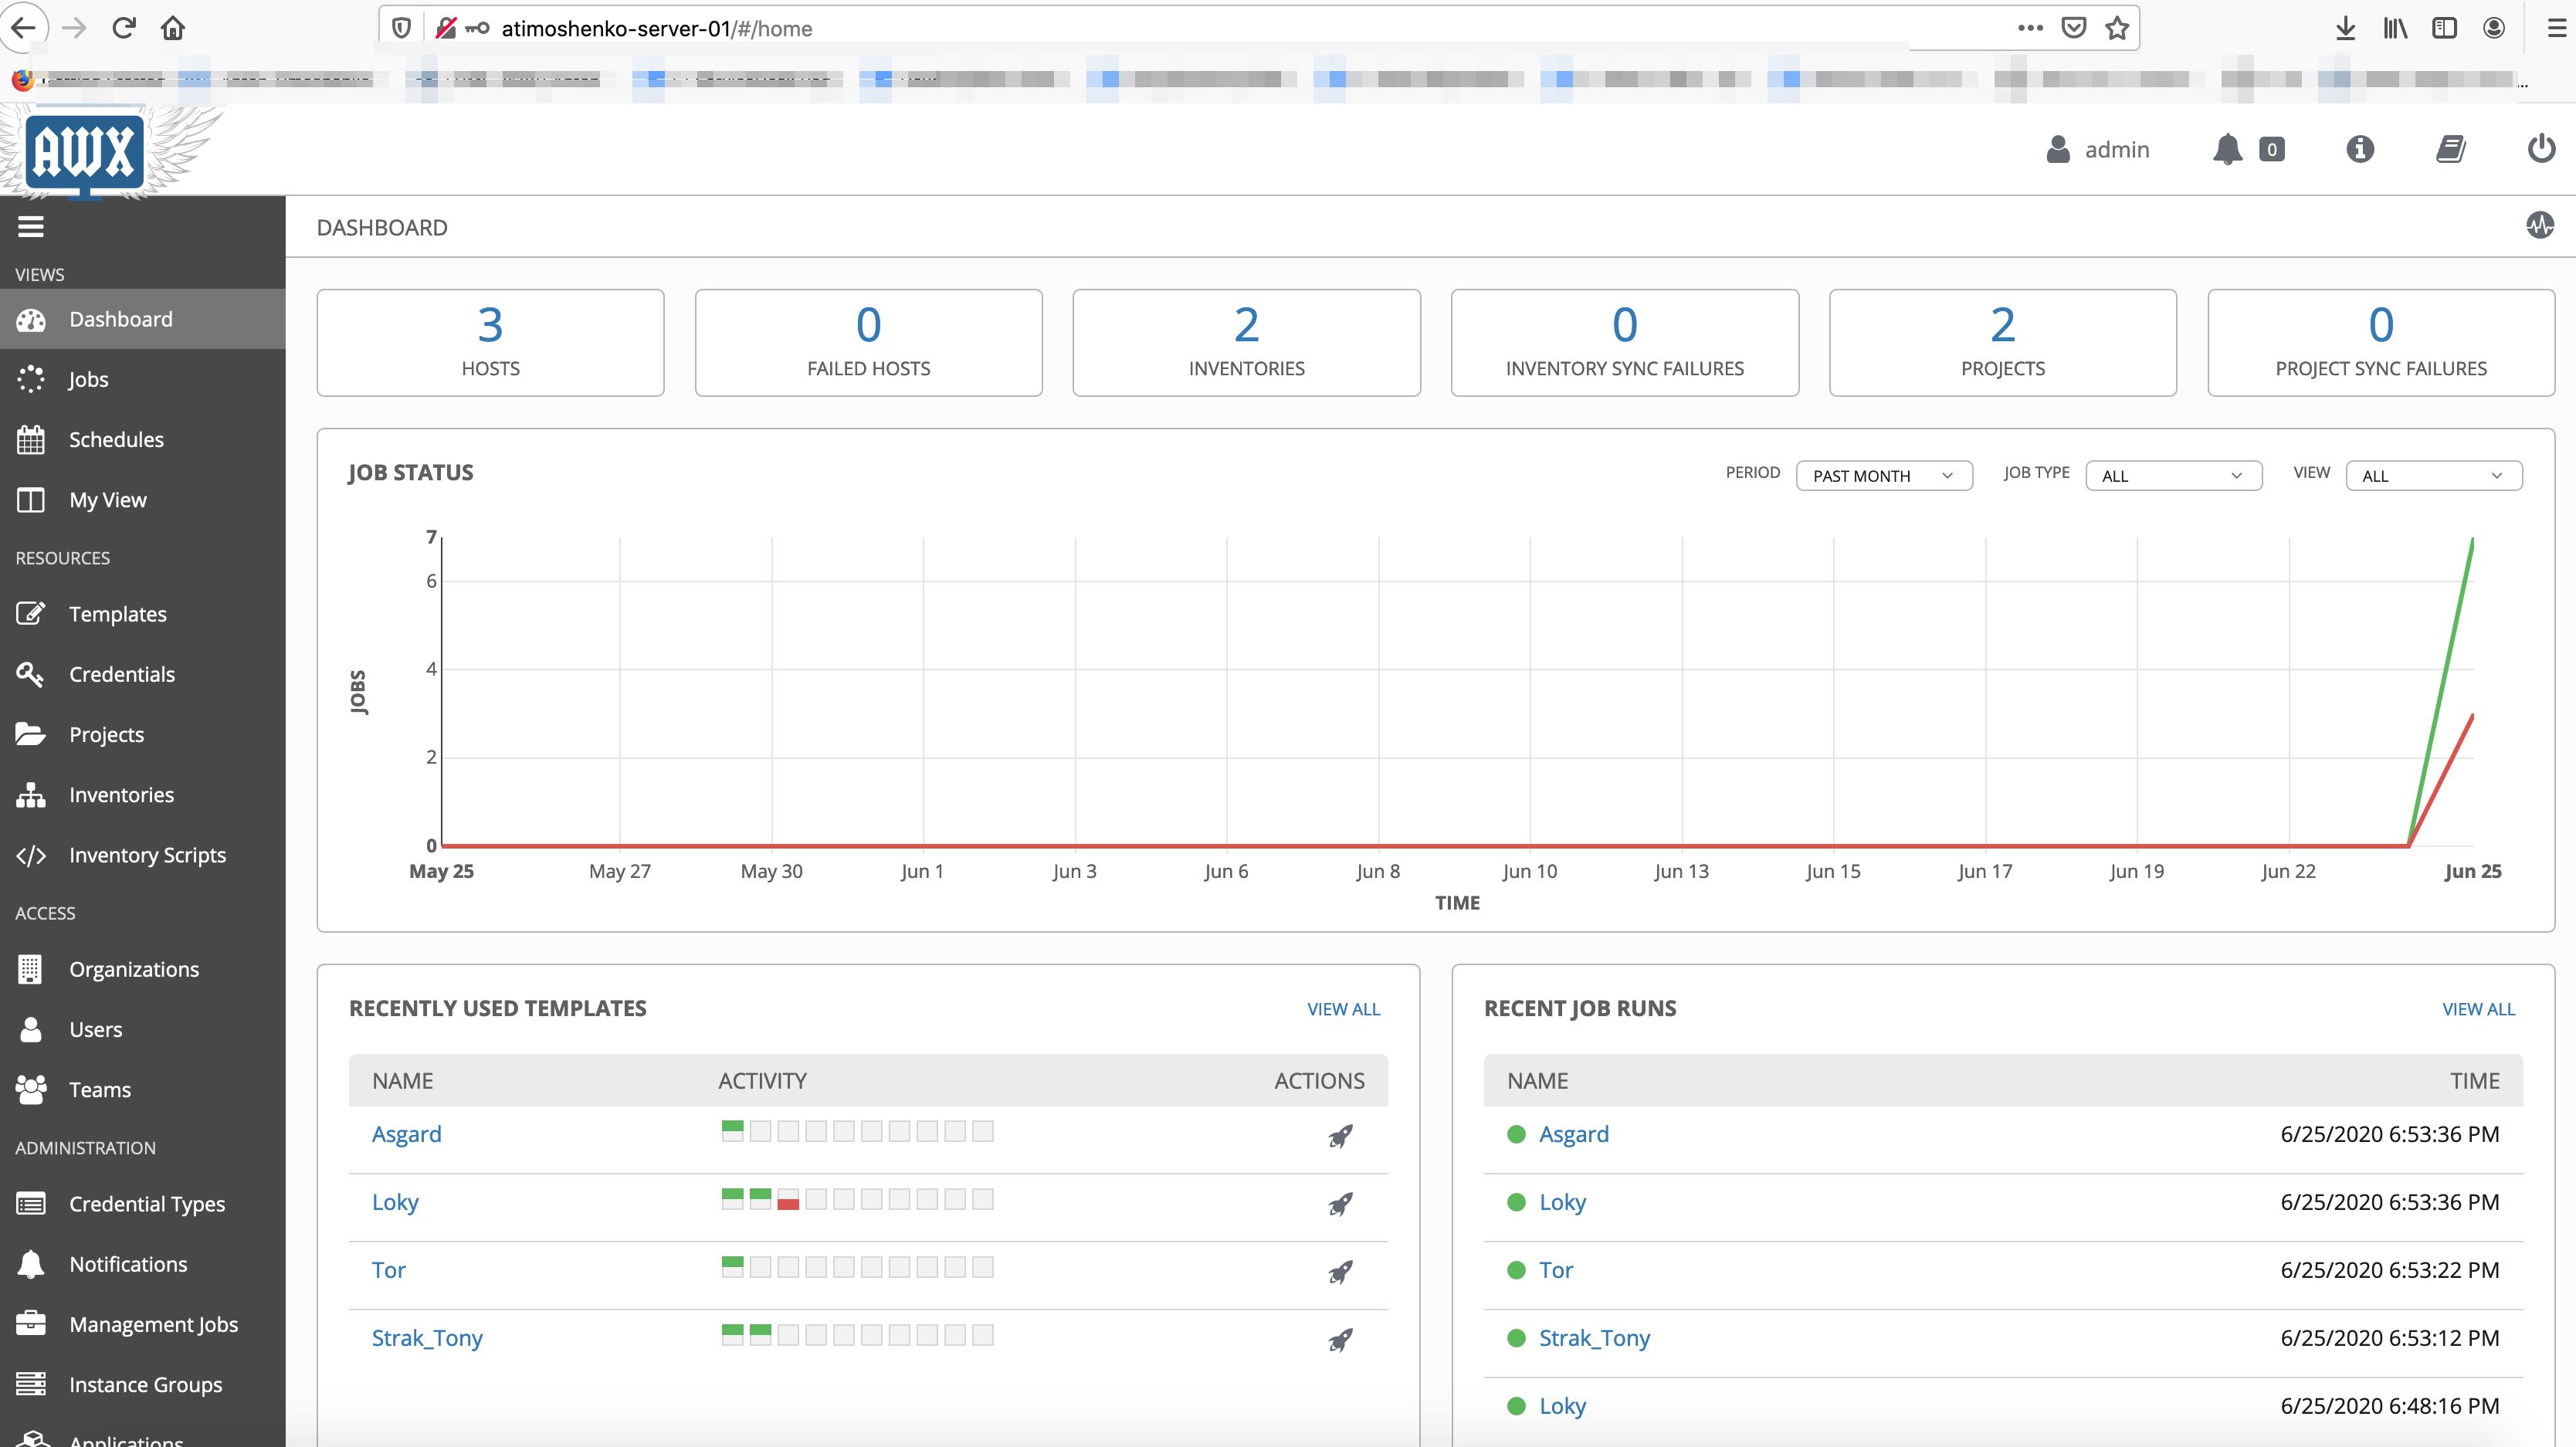 atimoshenko-server-01/#/home
AWX
admin
0
DASHBOARD
VIEWS
Dashboard
Jobs
Schedules
My View
RESOURCES
Templates
Credentials
Projects
Inventories
Inventory Scripts
ACCESS
Organizations
Users
Teams
ADMINISTRATION
Credential Types
Notifications
Management Jobs
Instance Groups
Applications
3
HOSTS
0
FAILED HOSTS
2
INVENTORIES
0
INVENTORY SYNC FAILURES
2
PROJECTS
0
PROJECT SYNC FAILURES
JOB STATUS
PERIOD PAST MONTH JOB TYPE ALL VIEW ALL
7
6
4
2
0
JOBS
May 25 May 27 May 30 Jun 1 Jun 3 Jun 6 Jun 8 Jun 10 Jun 13 Jun 15 Jun 17 Jun 19 Jun 22 Jun 25
TIME
RECENTLY USED TEMPLATES VIEW ALL
NAME ACTIVITY ACTIONS
Asgard
Loky
Tor
Strak_Tony
RECENT JOB RUNS VIEW ALL
NAME TIME
Asgard 6/25/2020 6:53:36 PM
Loky 6/25/2020 6:53:36 PM
Tor 6/25/2020 6:53:22 PM
Strak_Tony 6/25/2020 6:53:12 PM
Loky 6/25/2020 6:48:16 PM